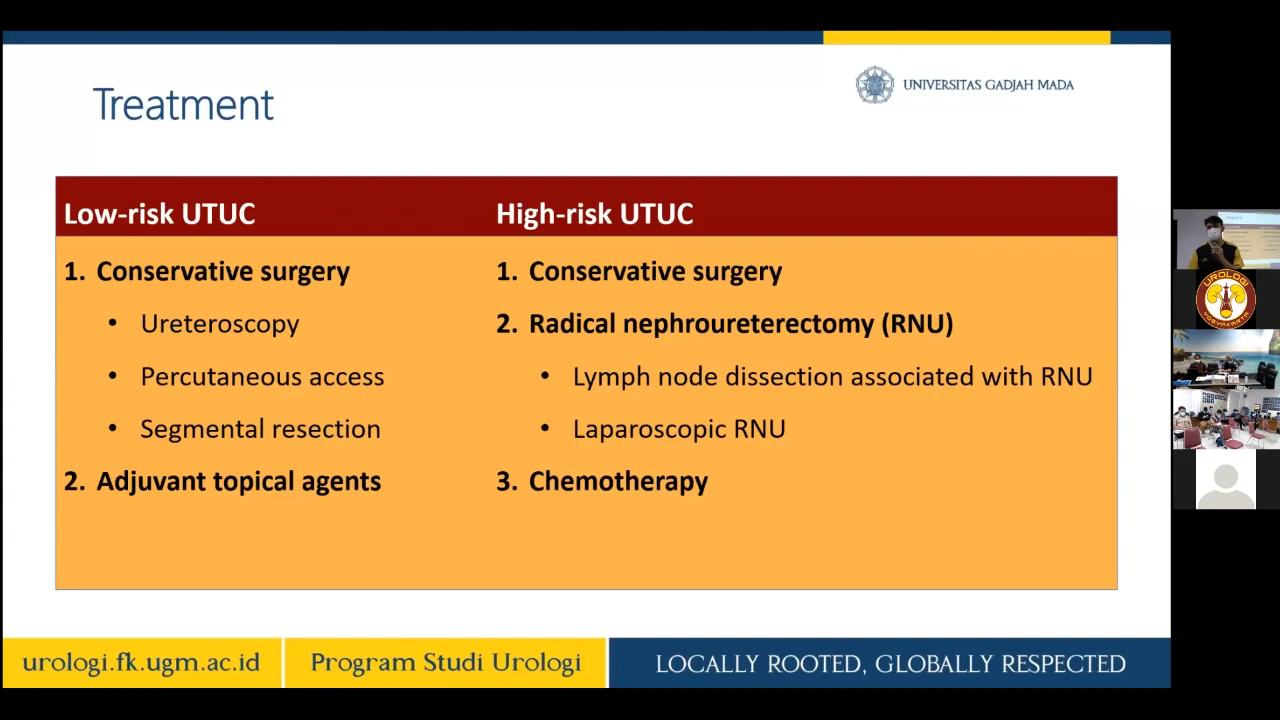 Treatment
UNIVERSITAS GADJAH MADA
Low-risk UTUC
1. Conservative surgery
• Ureteroscopy
• Percutaneous access
• Segmental resection
2. Adjuvant topical agents
High-risk UTUC
1. Conservative surgery
2. Radical nephroureterectomy (RNU)
• Lymph node dissection associated with RNU
• Laparoscopic RNU
3. Chemotherapy
urologi.fk.ugm.ac.id
Program Studi Urologi
LOCALLY ROOTED, GLOBALLY RESPECTED
UROLOGI
YOGYAKARTA